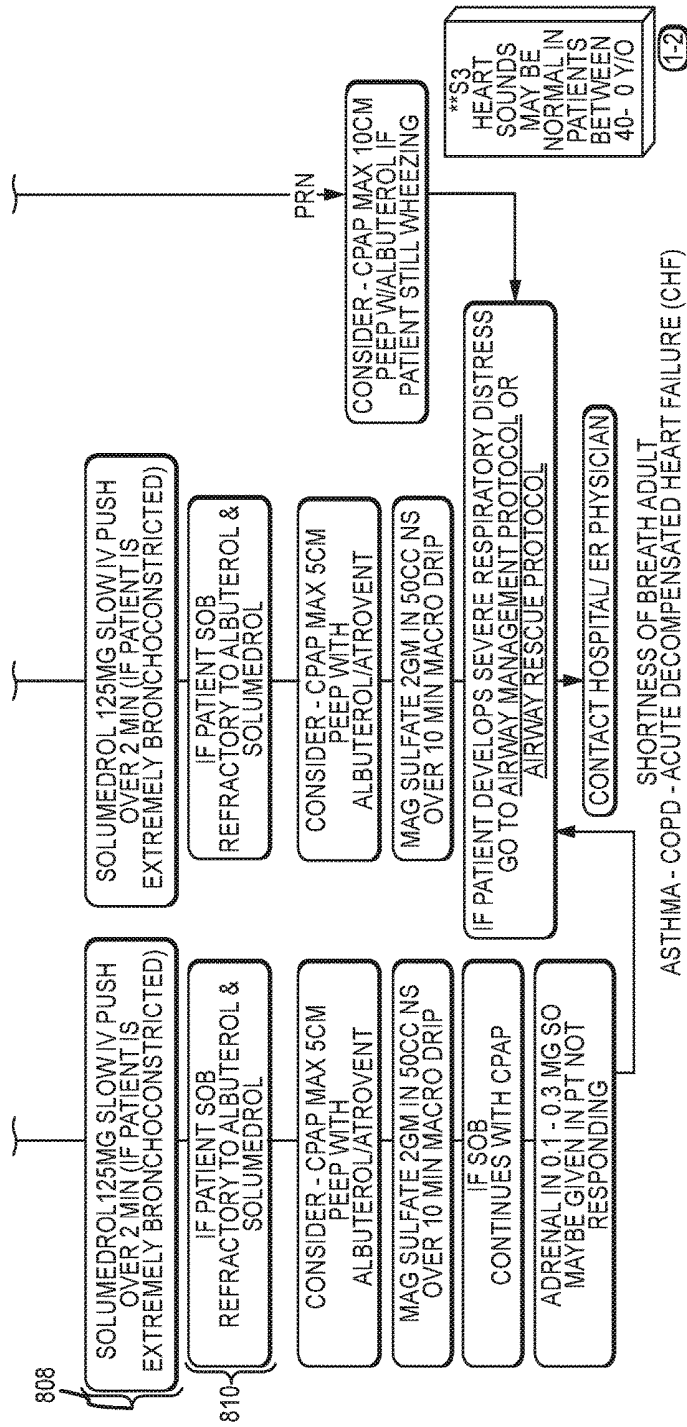 808
SOLUMEDROL 125MG SLOW IV PUSH
OVER 2 MIN (IF PATIENT IS
EXTREMELY BRONCHOCONSTRICTED)
810
IF PATIENT SOB
REFRACTORY TO ALBUTEROL &
SOLUMEDROL
CONSIDER - CPAP MAX 5CM
PEEP WITH
ALBUTEROL/ATROVENT
MAG SULFATE 2GM IN 50CC NS
OVER 10 MIN MACRO DRIP
IF SOB
CONTINUES WITH CPAP
ADRENAL IN 0.1 - 0.3 MG SO
MAYBE GIVEN IN PT NOT
RESPONDING
SOLUMEDROL 125MG SLOW IV PUSH
OVER 2 MIN (IF PATIENT IS
EXTREMELY BRONCHOCONSTRICTED)
IF PATIENT SOB
REFRACTORY TO ALBUTEROL &
SOLUMEDROL
CONSIDER - CPAP MAX 5CM
PEEP WITH
ALBUTEROL/ATROVENT
MAG SULFATE 2GM IN 50CC NS
OVER 10 MIN MACRO DRIP
PRN
CONSIDER - CPAP MAX 10CM
PEEP W/ALBUTEROL IF
PATIENT STILL WHEEZING
IF PATIENT DEVELOPS SEVERE RESPIRATORY DISTRESS
GO TO AIRWAY MANAGEMENT PROTOCOL OR
AIRWAY RESCUE PROTOCOL
CONTACT HOSPITAL/ ER PHYSICIAN
**S3
HEART
SOUNDS
MAY BE
NORMAL IN
PATIENTS
BETWEEN
40- 0 Y/O
1-2
SHORTNESS OF BREATH ADULT
ASTHMA - COPD - ACUTE DECOMPENSATED HEART FAILURE (CHF)